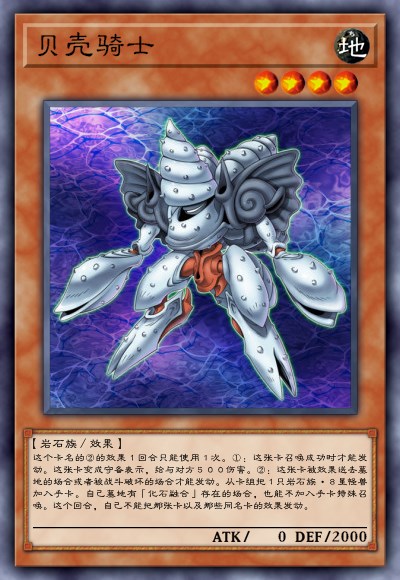 贝壳骑士
地
【岩石族／效果】
这个卡名的②的效果１回合只能使用１次。①：这张卡召唤成功时才能发
动。这张卡变成守备表示，给与对方５００伤害。②：这张卡被效果送去墓
地的场合或者被战斗破坏的场合才能发动。从卡组把１只岩石族・８星怪兽
加入手卡。自己墓地有「化石融合」存在的场合，也能不加入手卡特殊召
唤。这个回合，自己不能把那张卡以及那些同名卡的效果发动。
ATK/ 0 DEF/2000